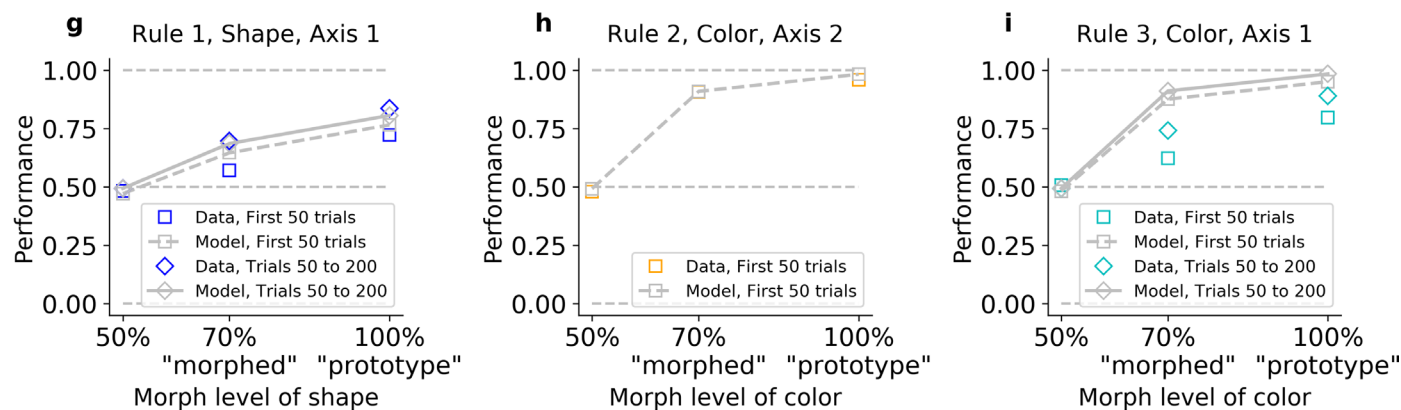 g
Rule 1, Shape, Axis 1
1.00
0.75
0.50
0.25
0.00
Performance
Data, First 50 trials
Model, First 50 trials
Data, Trials 50 to 200
Model, Trials 50 to 200
50%
70%
100%
"morphed"
"prototype"
Morph level of shape
h
Rule 2, Color, Axis 2
1.00
0.75
0.50
0.25
0.00
Performance
Data, First 50 trials
Model, First 50 trials
50%
70%
100%
"morphed"
"prototype"
Morph level of color
i
Rule 3, Color, Axis 1
1.00
0.75
0.50
0.25
0.00
Performance
Data, First 50 trials
Model, First 50 trials
Data, Trials 50 to 200
Model, Trials 50 to 200
50%
70%
100%
"morphed"
"prototype"
Morph level of color